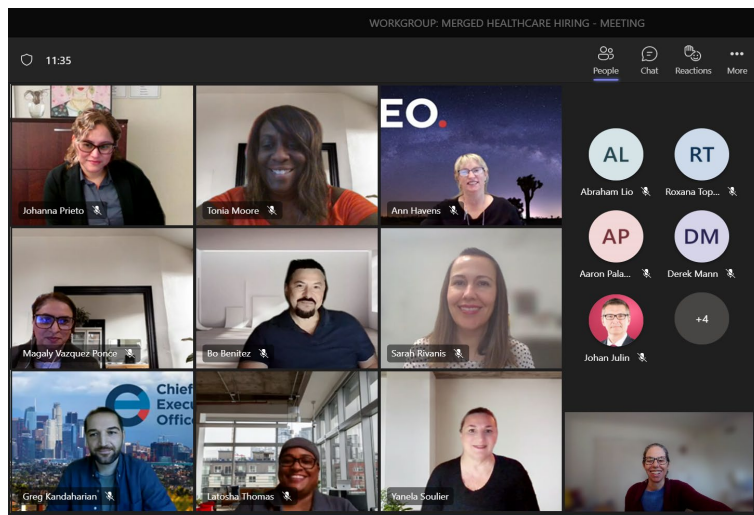 WORKGROUP: MERGED HEALTHCARE HIRING - MEETING
11:35
People
Chat
Reactions
More
EO.
Johanna Prieto
Tonia Moore
Ann Havens
AL
RT
Abraham Lio
Roxana Top...
AP
DM
Aaron Pala...
Derek Mann
Magaly Vazquez Ponce
Bo Benitez
Sarah Rivanis
Johan Julin
+4
Chief
Execu
Office
Greg Kandaharian
Latosha Thomas
Yanela Soulier